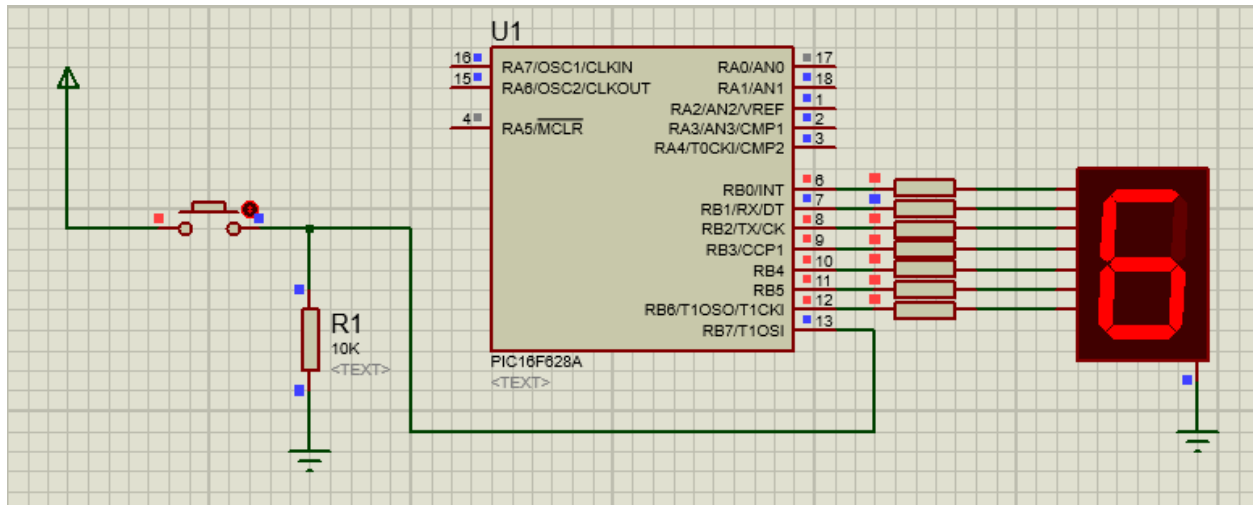 U1
16
RA7/OSC1/CLKIN
15
RA6/OSC2/CLKOUT
4
RA5/MCLR
RA0/AN0
17
RA1/AN1
18
RA2/AN2/VREF
1
RA3/AN3/CMP1
2
RA4/T0CKI/CMP2
3
RB0/INT
6
RB1/RX/DT
7
RB2/TX/CK
8
RB3/CCP1
9
RB4
10
RB5
11
RB6/T1OSO/T1CKI
12
RB7/T1OSI
13
PIC16F628A
<TEXT>
R1
10K
<TEXT>
6